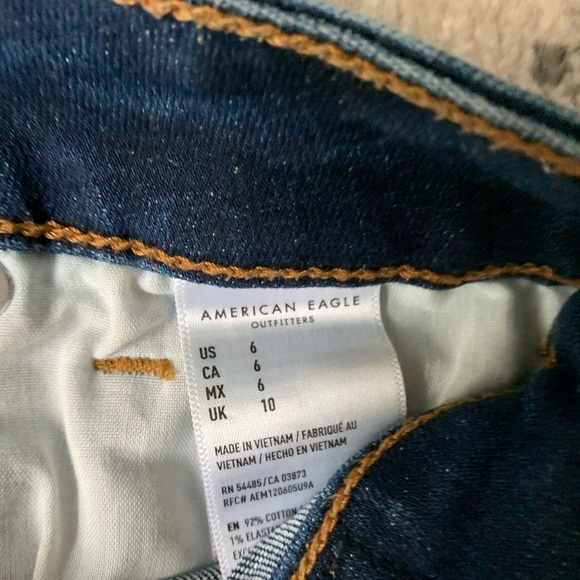 AMERICAN EAGLE
OUTFITTERS
US 6
CA 6
MX 6
UK 10
MADE IN VIETNAM / FABRIQUÉ AU
VIETNAM / HECHO EN VIETNAM
RN 54485 / CA 03873
RFC# AEM120605U9A
EN 92% COTTON
1%